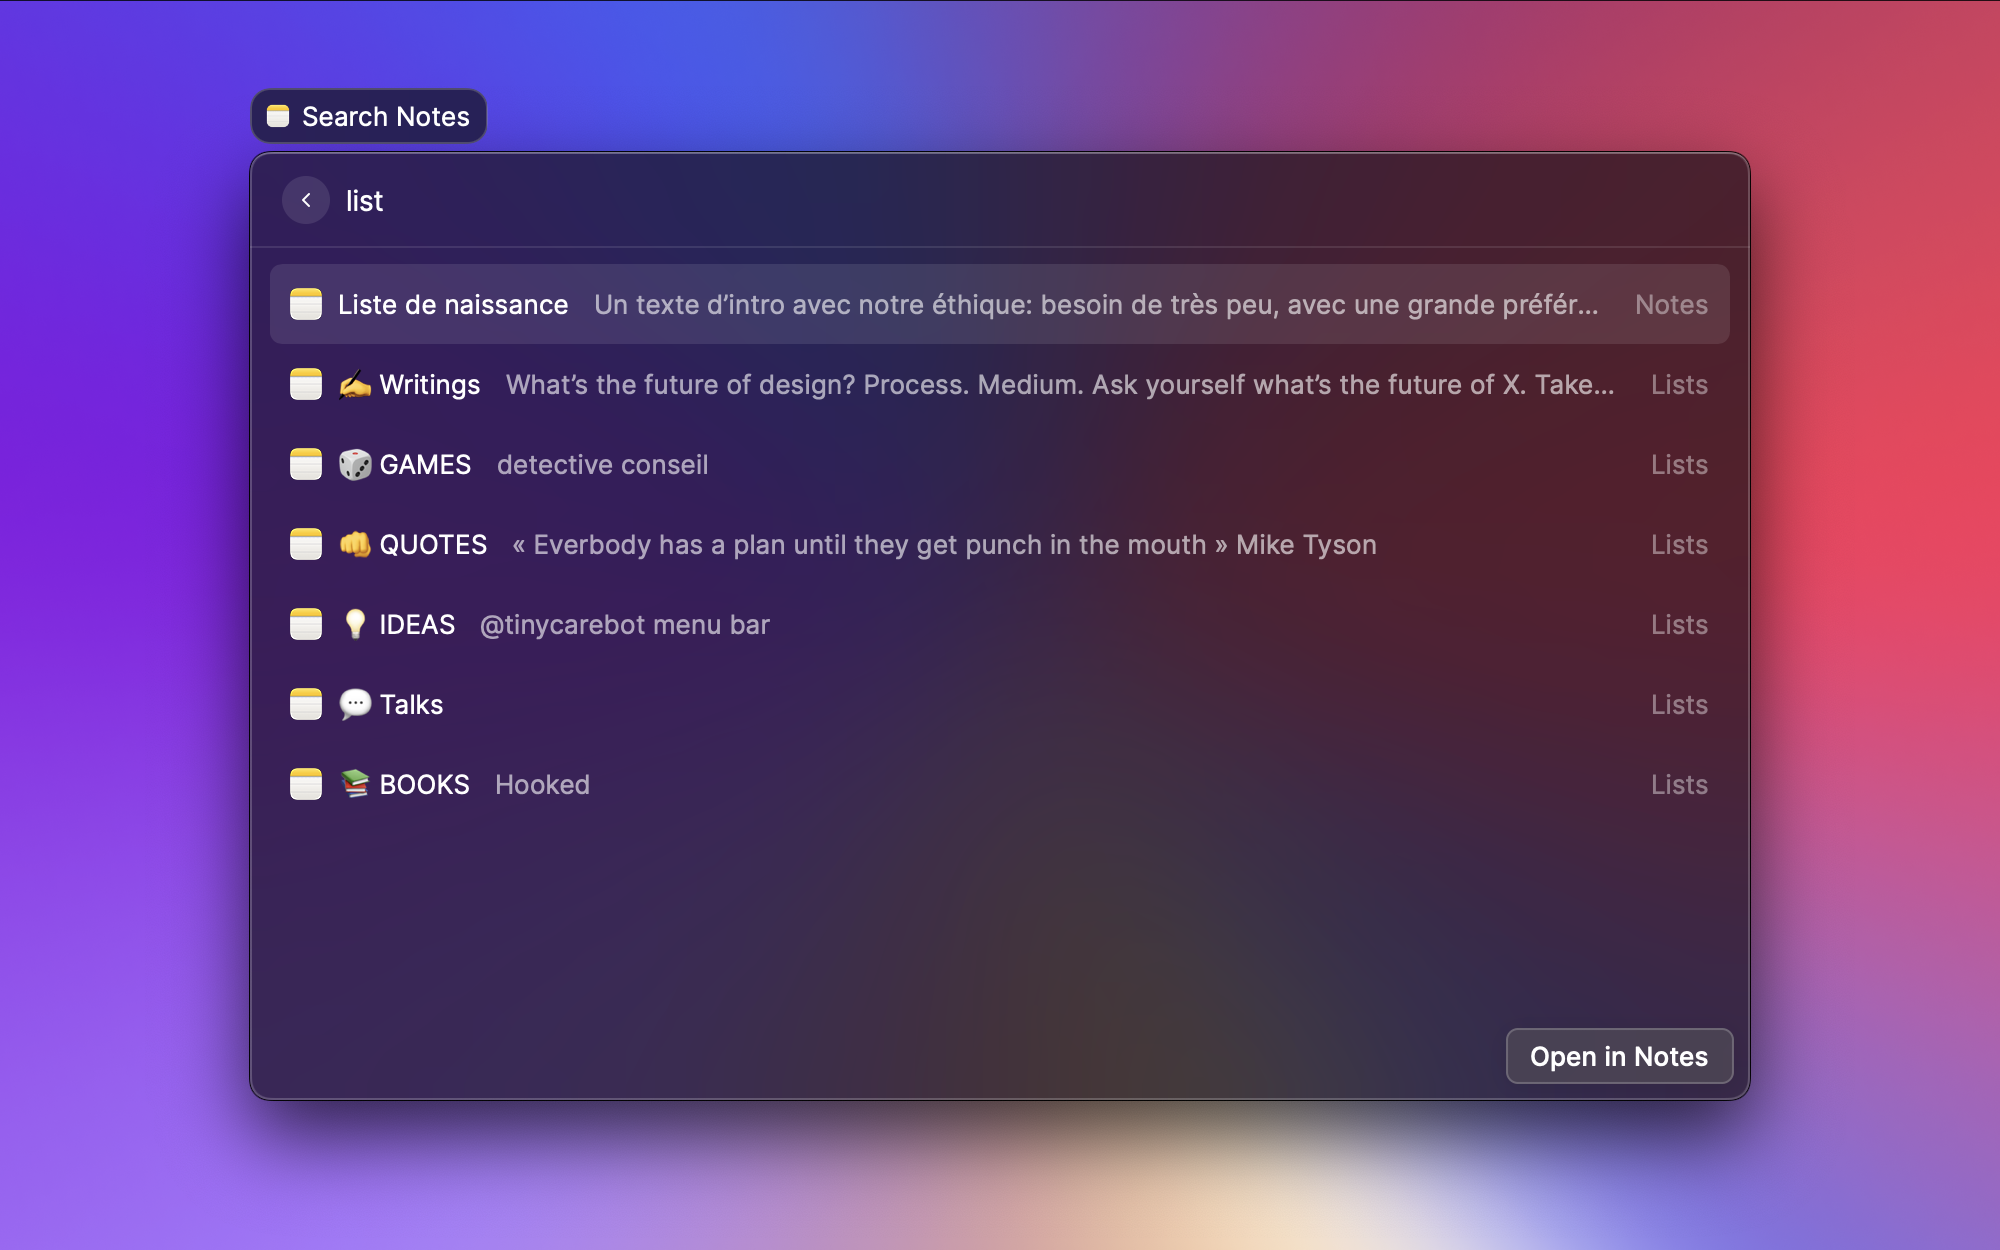 Search Notes
list
Liste de naissance Un texte d’intro avec notre éthique: besoin de très peu, avec une grande préfér... Notes
✍️ Writings What’s the future of design? Process. Medium. Ask yourself what’s the future of X. Take... Lists
🎲 GAMES detective conseil Lists
👊 QUOTES « Everbody has a plan until they get punch in the mouth » Mike Tyson Lists
💡 IDEAS @tinycarebot menu bar Lists
💬 Talks Lists
📚 BOOKS Hooked Lists
Open in Notes